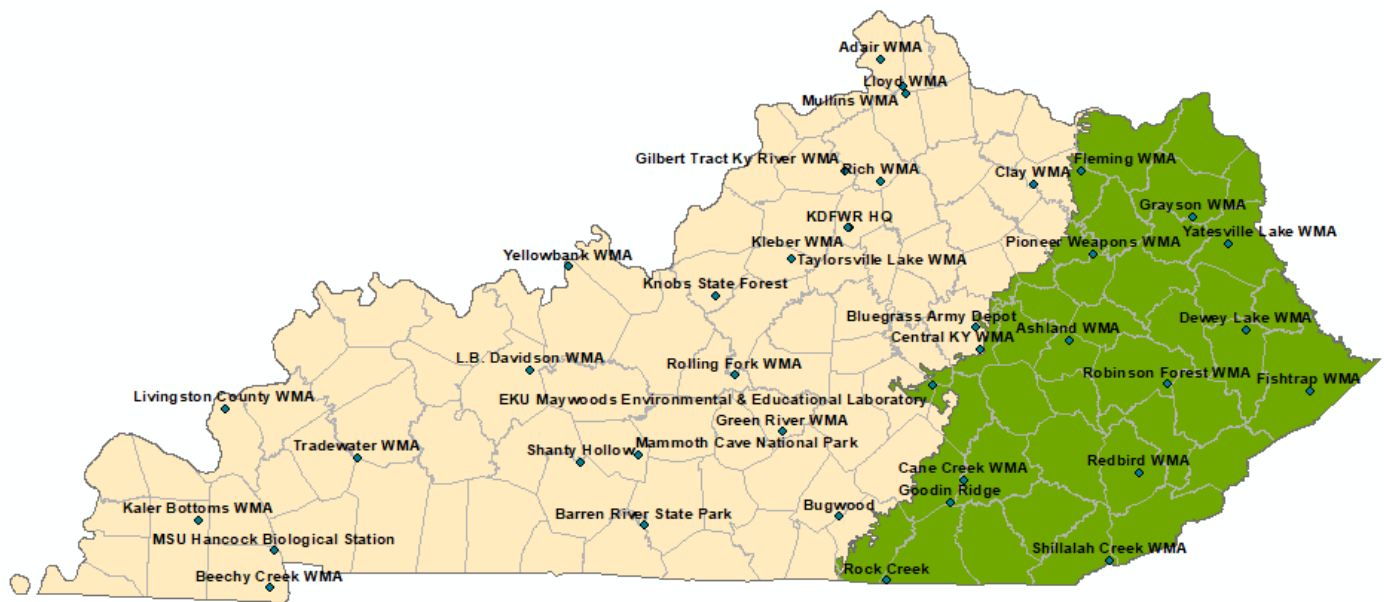 Adair WMA
Lloyd WMA
Mullins WMA
Gilbert Tract Ky River WMA
Rich WMA
Clay WMA
Fleming WMA
Grayson WMA
KDFWR HQ
Yatesville Lake WMA
Kleber WMA
Pioneer Weapons WMA
Yellowbank WMA
Taylorsville Lake WMA
Knobs State Forest
Bluegrass Army Depot
Dewey Lake WMA
Ashland WMA
Central KY WMA
L.B. Davidson WMA
Rolling Fork WMA
Robinson Forest WMA
Fishtrap WMA
Livingston County WMA
EKU Maywoods Environmental & Educational Laboratory
Green River WMA
Tradewater WMA
Shanty Hollow
Mammoth Cave National Park
Redbird WMA
Cane Creek WMA
Goodin Ridge
Kaler Bottoms WMA
Barren River State Park
Bugwood
MSU Hancock Biological Station
Shillalah Creek WMA
Beechy Creek WMA
Rock Creek